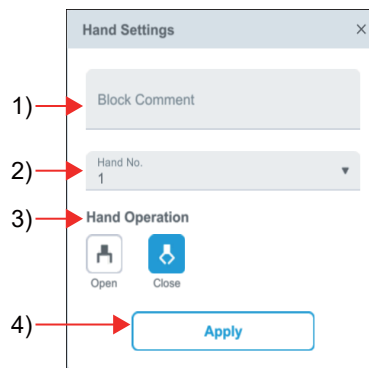 Hand Settings ×
1) Block Comment
2) Hand No.
1
3) Hand Operation
Open Close
4) Apply